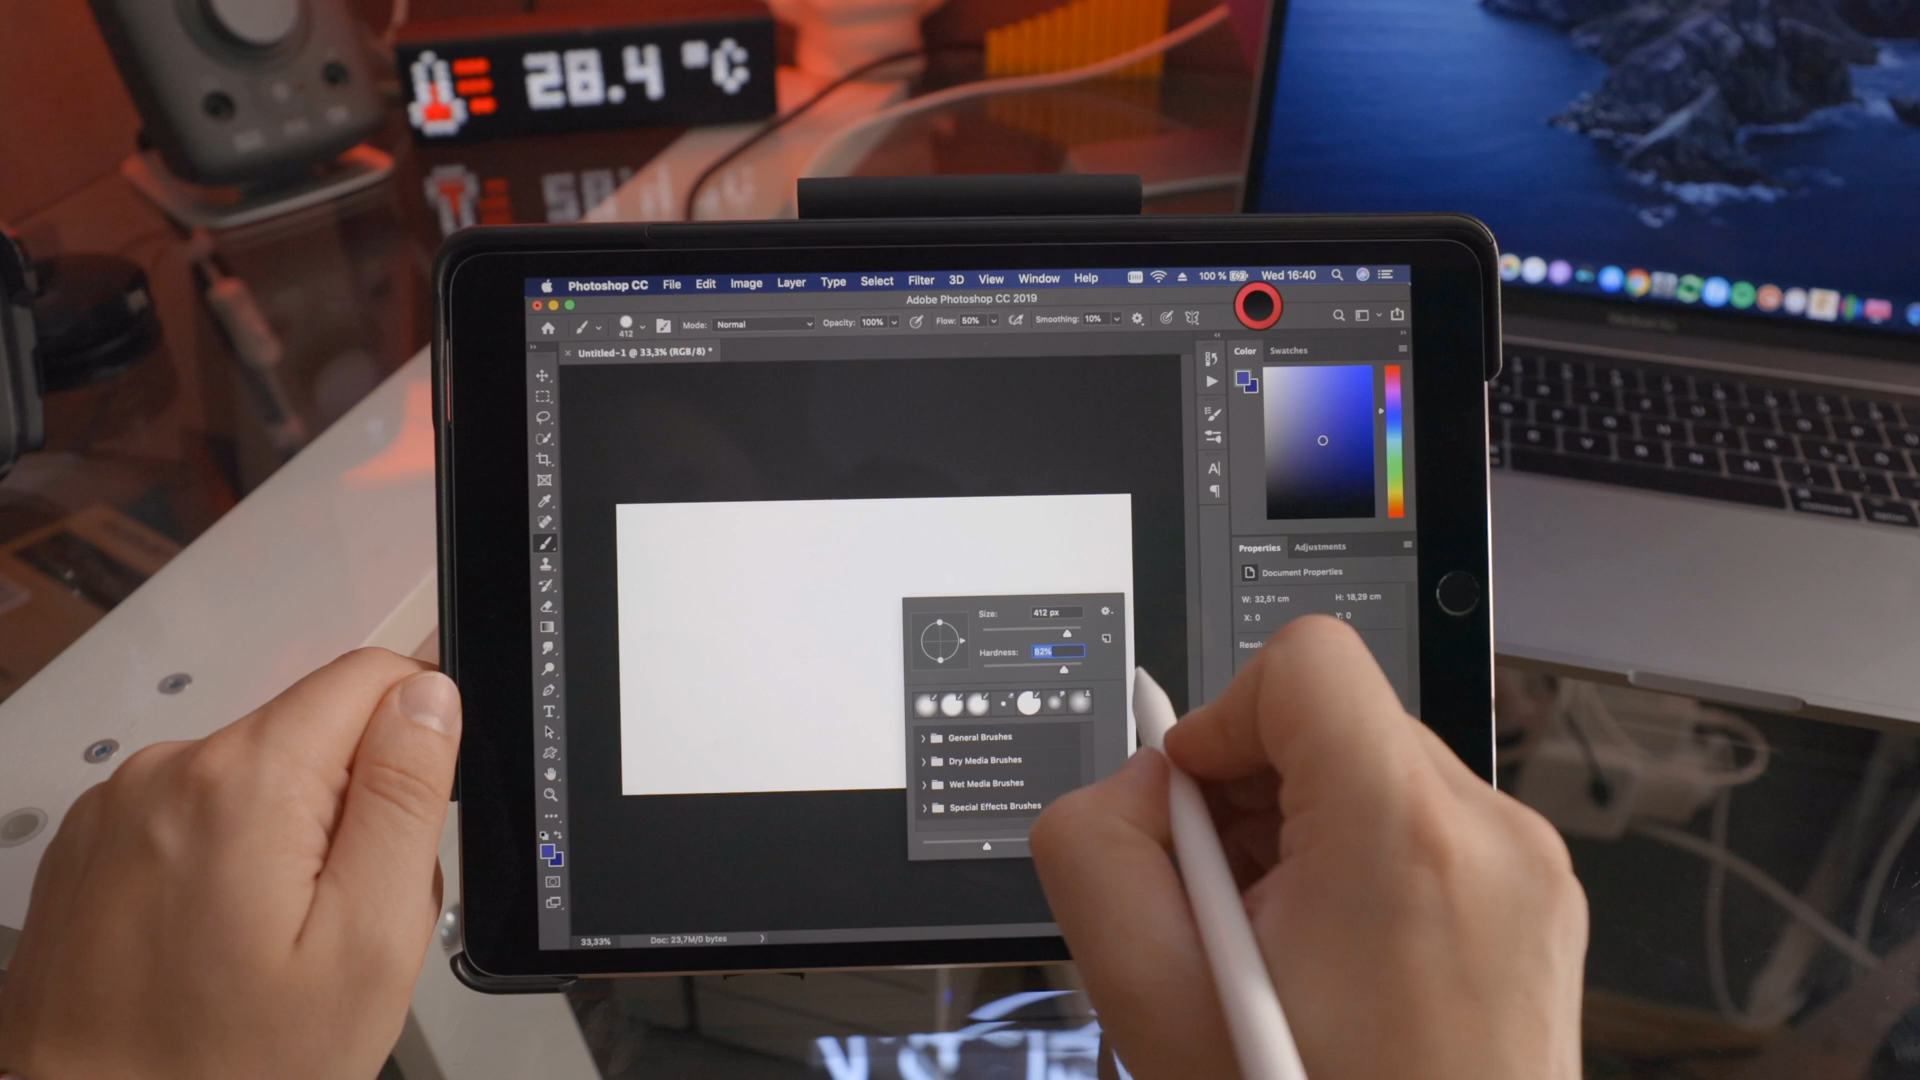 28.4 °C
Photoshop CC File Edit Image Layer Type Select Filter 3D View Window Help 100 % Wed 16:40
Adobe Photoshop CC 2019
412 Mode: Normal Opacity: 100% Flow: 50% Smoothing: 10%
Untitled-1 @ 33,3% (RGB/8) *
Color Swatches
Size: 412 px
Hardness: 82%
General Brushes
Dry Media Brushes
Wet Media Brushes
Special Effects Brushes
Properties Adjustments
Document Properties
W: 32,51 cm H: 18,29 cm
X: 0 Y: 0
33,33% Doc: 23,7M/0 bytes